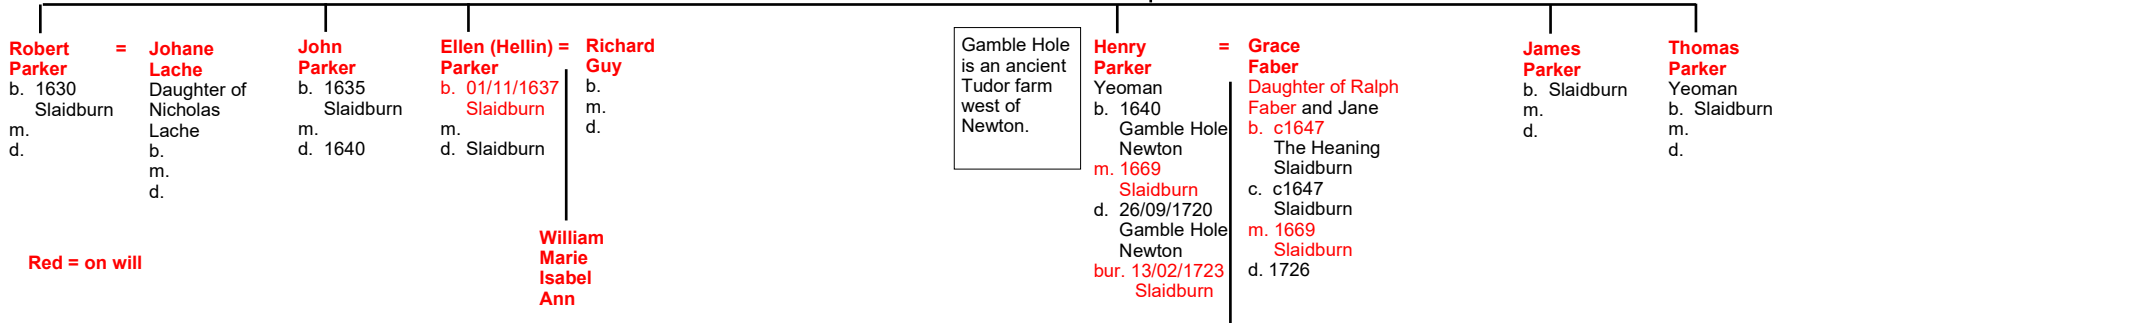 Robert =
Parker
b. 1630
Slaidburn
m.
d.
Johane
Lache
Daughter of
Nicholas
Lache
b.
m.
d.
John
Parker
b. 1635
Slaidburn
m.
d. 1640
Ellen (Hellin) =
Parker
b. 01/11/1637
Slaidburn
m.
d. Slaidburn
Richard
Guy
b.
m.
d.
William
Marie
Isabel
Ann
Red = on will
Gamble Hole
is an ancient
Tudor farm
west of
Newton.
Henry =
Parker
Yeoman
b. 1640
Gamble Hole
Newton
m. 1669
Slaidburn
d. 26/09/1720
Gamble Hole
Newton
bur. 13/02/1723
Slaidburn
Grace
Faber
Daughter of Ralph
Faber and Jane
b. c1647
The Heaning
Slaidburn
c. c1647
Slaidburn
m. 1669
Slaidburn
d. 1726
James
Parker
b. Slaidburn
m.
d.
Thomas
Parker
Yeoman
b. Slaidburn
m.
d.